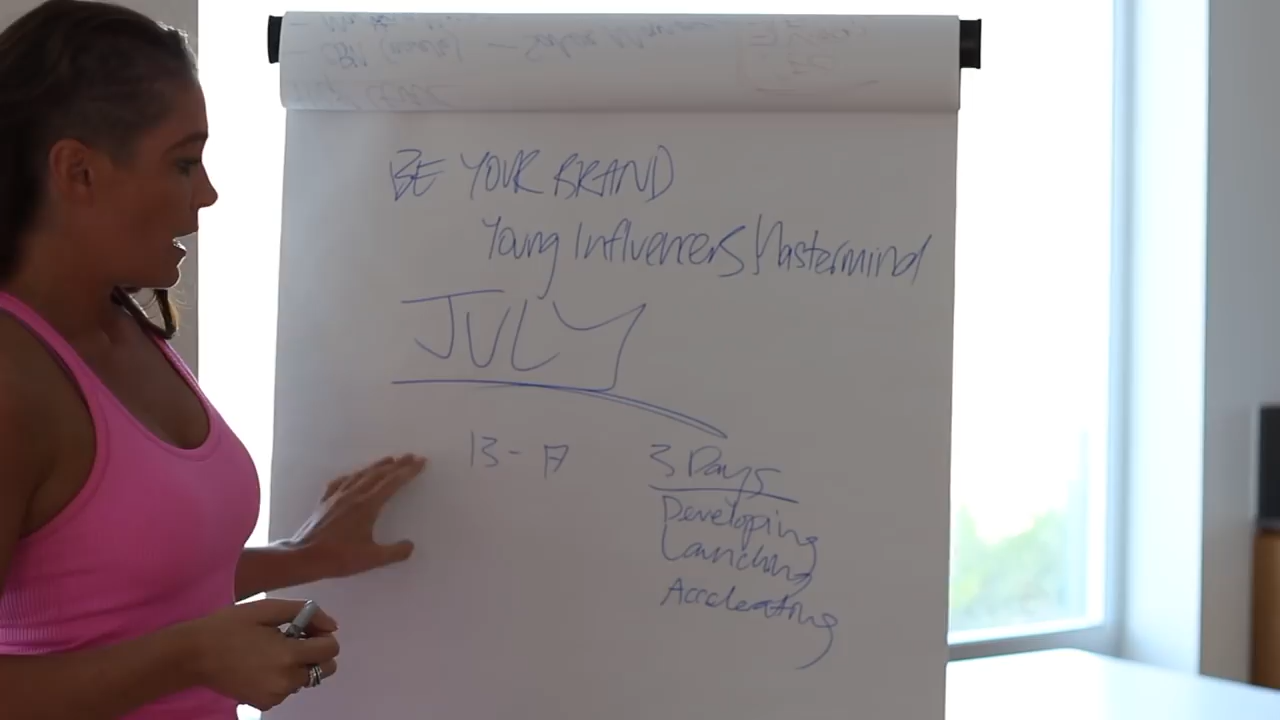 BE YOUR BRAND
Young Influencers Mastermind
JULY
13 - 17 3 Days
Developing
Launching
Accelerating